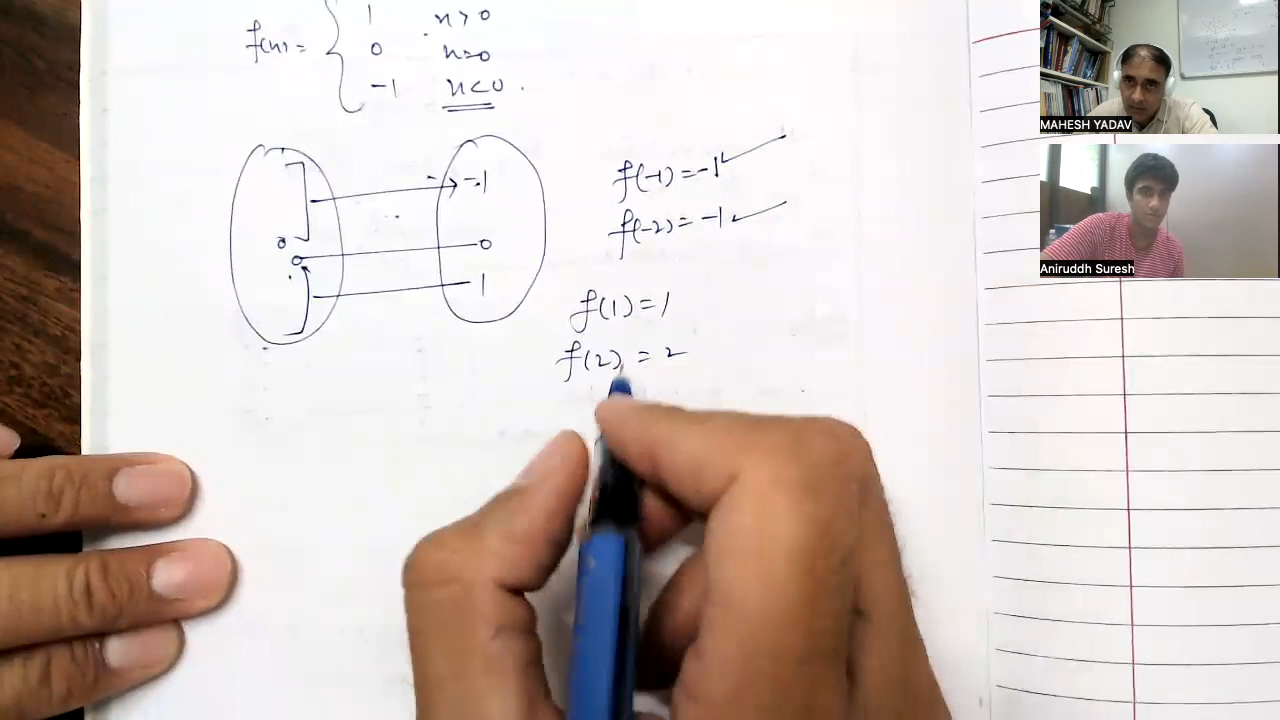 1 x > 0
f(x) = { 0 x=0
-1 x < 0 .
-1
0
0
0
1
f(-1) = -1
f(-2) = -1
f(1) = 1
f(2) = 2
MAHESH YADAV
Aniruddh Suresh